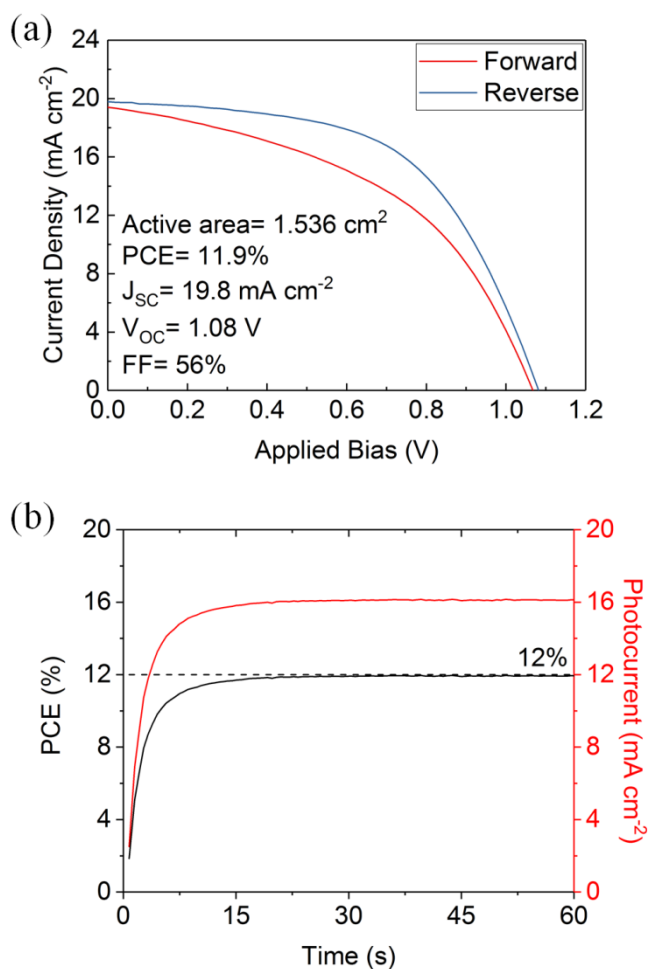 (a)
Forward
Reverse
24
20
16
12
8
4
0
Current Density (mA cm⁻²)
Active area= 1.536 cm²
PCE= 11.9%
J_SC= 19.8 mA cm⁻²
V_OC= 1.08 V
FF= 56%
0.0 0.2 0.4 0.6 0.8 1.0 1.2
Applied Bias (V)
(b)
20
16
12
8
4
0
PCE (%)
12%
20
16
12
8
4
0
Photocurrent (mA cm⁻²)
0 15 30 45 60
Time (s)